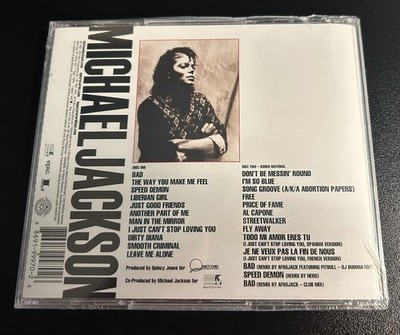 MICHAEL JACKSON
DISC ONE
BAD
THE WAY YOU MAKE ME FEEL
SPEED DEMON
LIBERIAN GIRL
JUST GOOD FRIENDS
ANOTHER PART OF ME
MAN IN THE MIRROR
I JUST CAN'T STOP LOVING YOU
DIRTY DIANA
SMOOTH CRIMINAL
LEAVE ME ALONE
Produced by Quincy Jones for
Co-Produced by Michael Jackson for
DISC TWO - BONUS MATERIAL
DON'T BE MESSIN' ROUND
I'M SO BLUE
SONG GROOVE (A/K/A ABORTION PAPERS)
FREE
PRICE OF FAME
AL CAPONE
STREETWALKER
FLY AWAY
TODO MI AMOR ERES TU
(I JUST CAN'T STOP LOVING YOU, SPANISH VERSION)
JE NE VEUX PAS LA FIN DE NOUS
(I JUST CAN'T STOP LOVING YOU, FRENCH VERSION)
BAD (REMIX BY AFROJACK FEATURING PITBULL - DJ BUDDHA EDIT)
SPEED DEMON (REMIX BY NERO)
BAD (REMIX BY AFROJACK - CLUB MIX)
epic